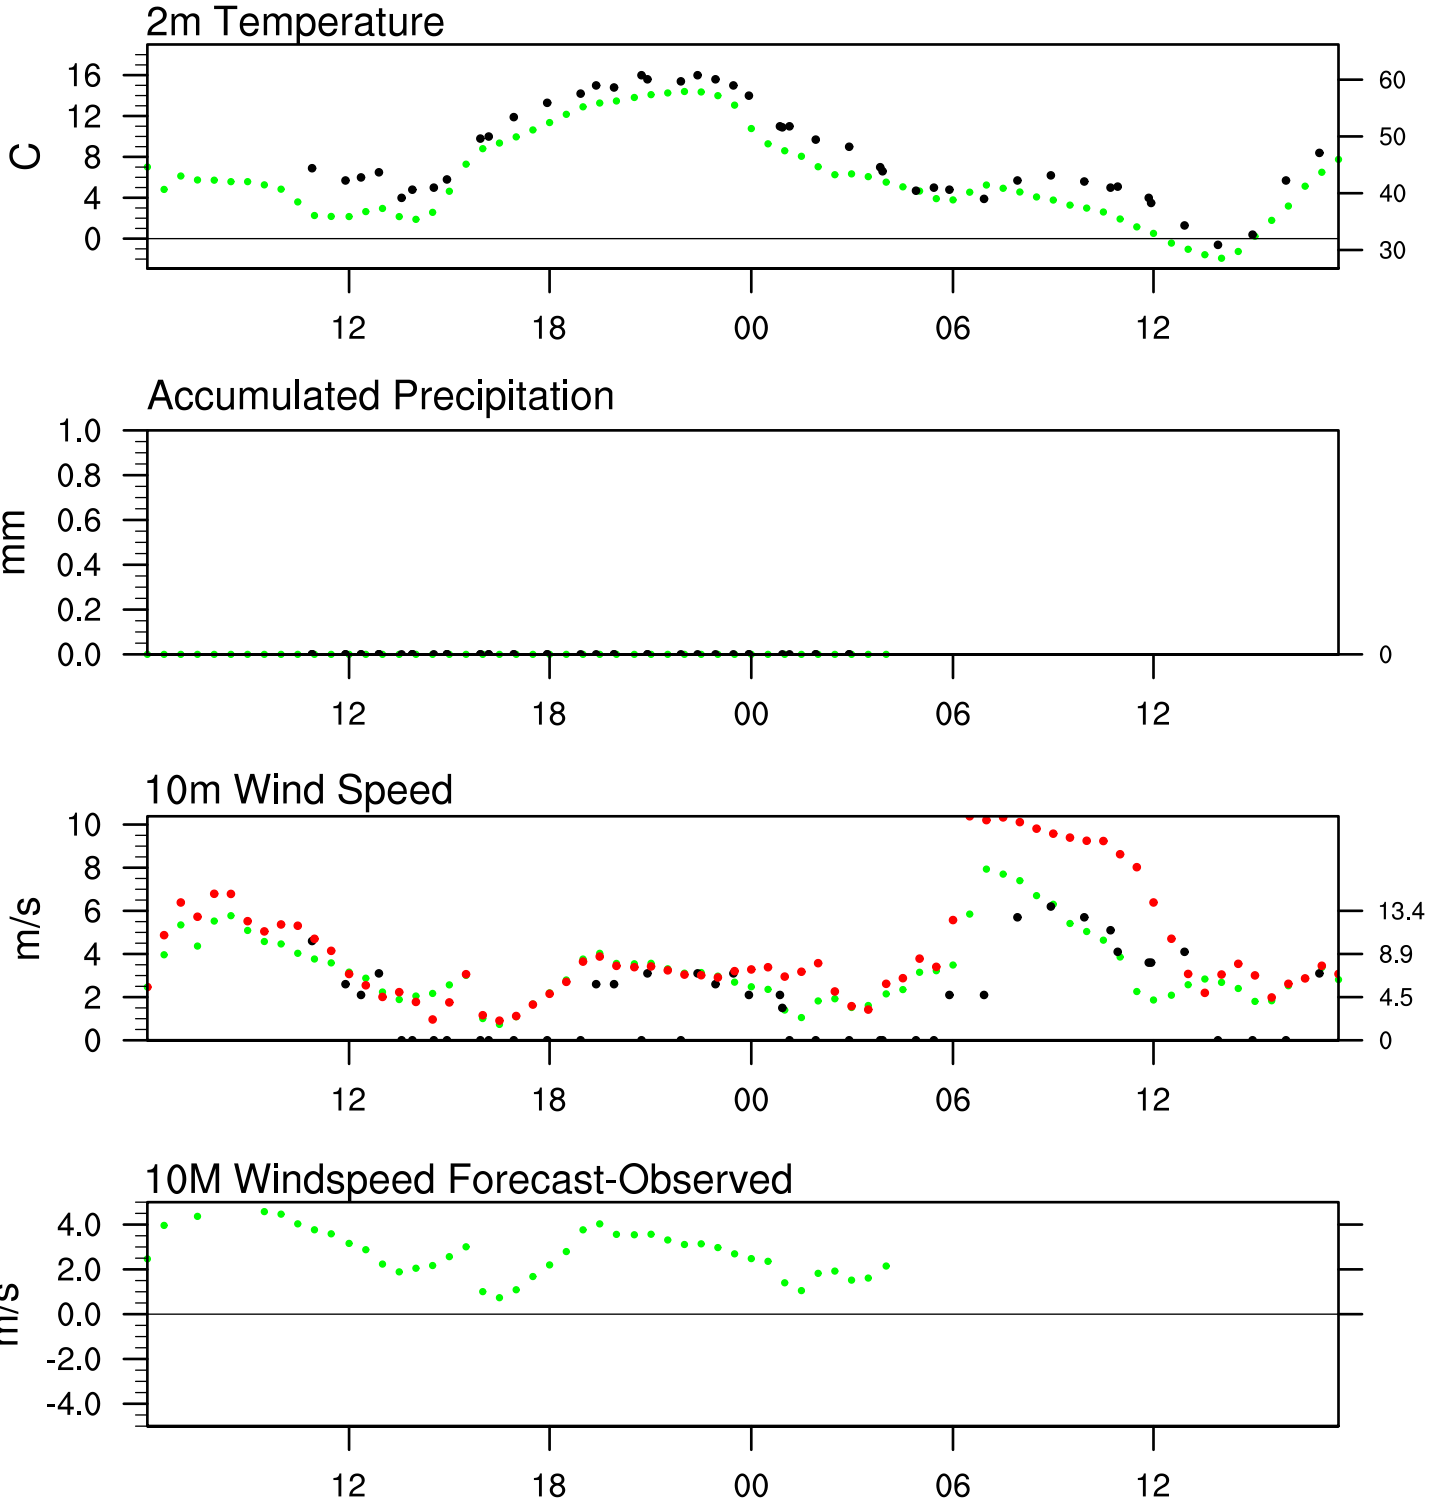 2m Temperature
16
12
8
4
0
C
60
50
40
30
12 18 00 06 12
Accumulated Precipitation
1.0
0.8
0.6
0.4
0.2
0.0
mm
0
12 18 00 06 12
10m Wind Speed
10
8
6
4
2
0
m/s
13.4
8.9
4.5
0
12 18 00 06 12
10M Windspeed Forecast-Observed
4.0
2.0
0.0
-2.0
-4.0
m/s
12 18 00 06 12